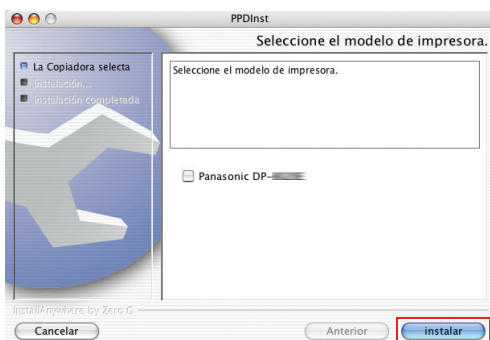 PPDInst
Seleccione el modelo de impresora.
La Copiadora selecta
Instalación...
Instalación completada
Seleccione el modelo de impresora.
Panasonic DP-
InstallAnywhere by Zero G
Cancelar
Anterior
instalar